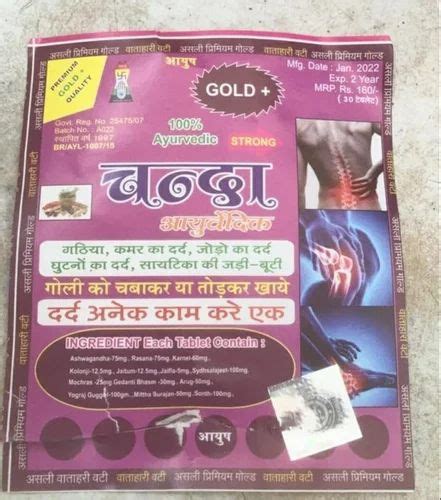 असली प्रिमियम गोल्ड वाताहारी वटी आयुष असली प्रिमियम गोल्ड
PREMIUM
GOLD +
QUALITY
GOLD +
Mfg. Date : Jan. 2022
Exp. 2 Year
MRP Rs. 160/-
( 30 टेबलेट)
Govt. Reg. No. 25475/07
Batch No. : A022
स्थापित वर्ष 1997
BR/AYL-1087/15
100%
Ayurvedic
STRONG
चन्दा
आयुर्वेदिक
गठिया, कमर का दर्द, जोड़ो का दर्द
घुटनों का दर्द, सायटिका की जड़ी-बूटी
गोली को चबाकर या तोड़कर खाये
दर्द अनेक काम करे एक
INGREDIENT Each Tablet Contain :
Ashwagandha-75mg, Rasana-75mg, Karnel-60mg,
Kolonji-12.5mg, Jaitum-12.5mg, Jaifal-5mg, Sydhsalajeet-100mg,
Mochras -25mg Gedanti Bhasm -30mg, Arug-50mg,
Yograj Guggal-100gm, Mittha Surajan-50mg, Sonth-100mg,
आयुष
असली वाताहारी वटी असली प्रिमियम गोल्ड वाताहारी वटी
असली प्रिमियम गोल्ड वाताहारी वटी
असली प्रिमियम गोल्ड वाताहारी वटी